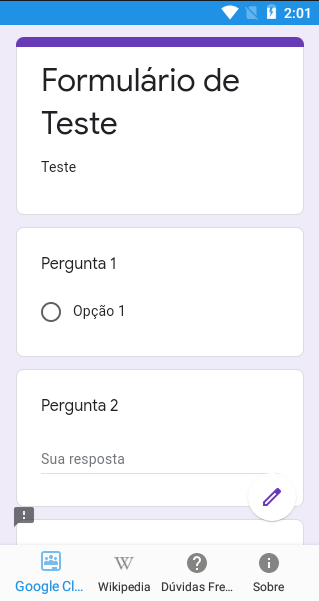 2:01
Formulário de
Teste
Teste
Pergunta 1
Opção 1
Pergunta 2
Sua resposta
Google Cl...
Wikipedia
Dúvidas Fre...
Sobre